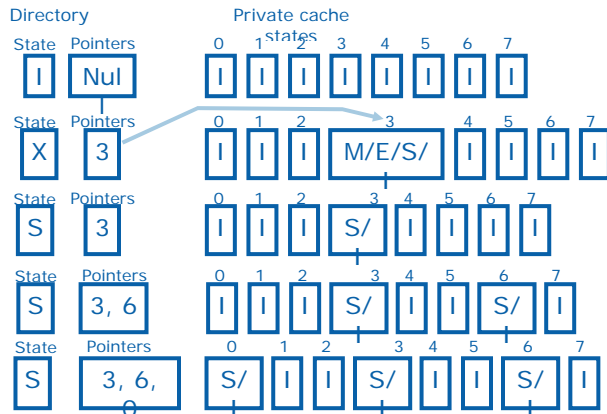 Directory Private cache states
State Pointers 0 1 2 3 4 5 6 7
I Nul l I I I I I I I I
State Pointers 0 1 2 3 4 5 6 7
X 3 I I I M/E/S/ I I I I I
State Pointers 0 1 2 3 4 5 6 7
S 3 I I I S/ I I I I I
State Pointers 0 1 2 3 4 5 6 7
S 3, 6 I I I S/ I I I S/ I I
State Pointers 0 1 2 3 4 5 6 7
S 3, 6, 0 S/ I I I S/ I I I S/ I I